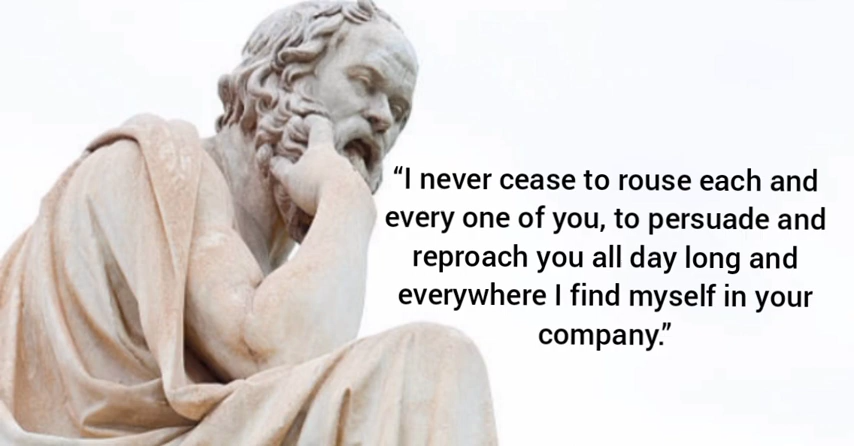 “I never cease to rouse each and
every one of you, to persuade and
reproach you all day long and
everywhere I find myself in your
company.”